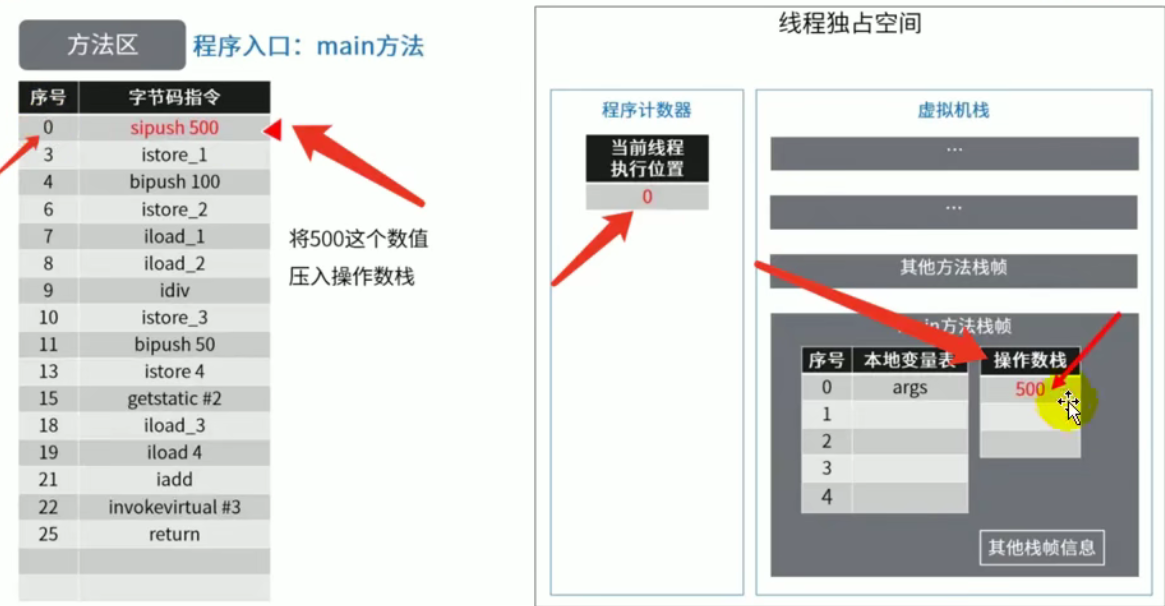 方法区
程序入口：main方法
序号 字节码指令
0 sipush 500
3 istore_1
4 bipush 100
6 istore_2
7 iload_1
8 iload_2
9 idiv
10 istore_3
11 bipush 50
13 istore 4
15 getstatic #2
18 iload_3
19 iload 4
21 iadd
22 invokevirtual #3
25 return
将500这个数值
压入操作数栈
线程独占空间
程序计数器
当前线程
执行位置
0
虚拟机栈
...
...
其他方法栈帧
in方法栈帧
序号 本地变量表
0 args
1
2
3
4
操作数栈
500
其他栈帧信息